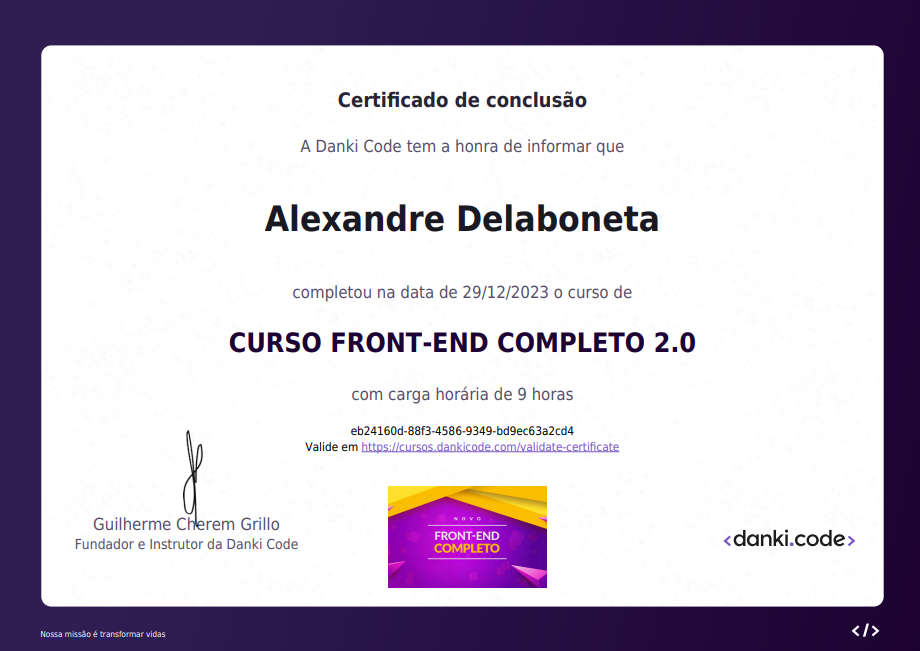 Certificado de conclusão
A Danki Code tem a honra de informar que
Alexandre Delaboneta
completou na data de 29/12/2023 o curso de
CURSO FRONT-END COMPLETO 2.0
com carga horária de 9 horas
eb24160d-88f3-4586-9349-bd9ec63a2cd4
Valide em https://cursos.dankicode.com/validate-certificate
Guilherme Cherem Grillo
Fundador e Instrutor da Danki Code
NOVO
FRONT-END
COMPLETO
<danki.code>
Nossa missão é transformar vidas
</>